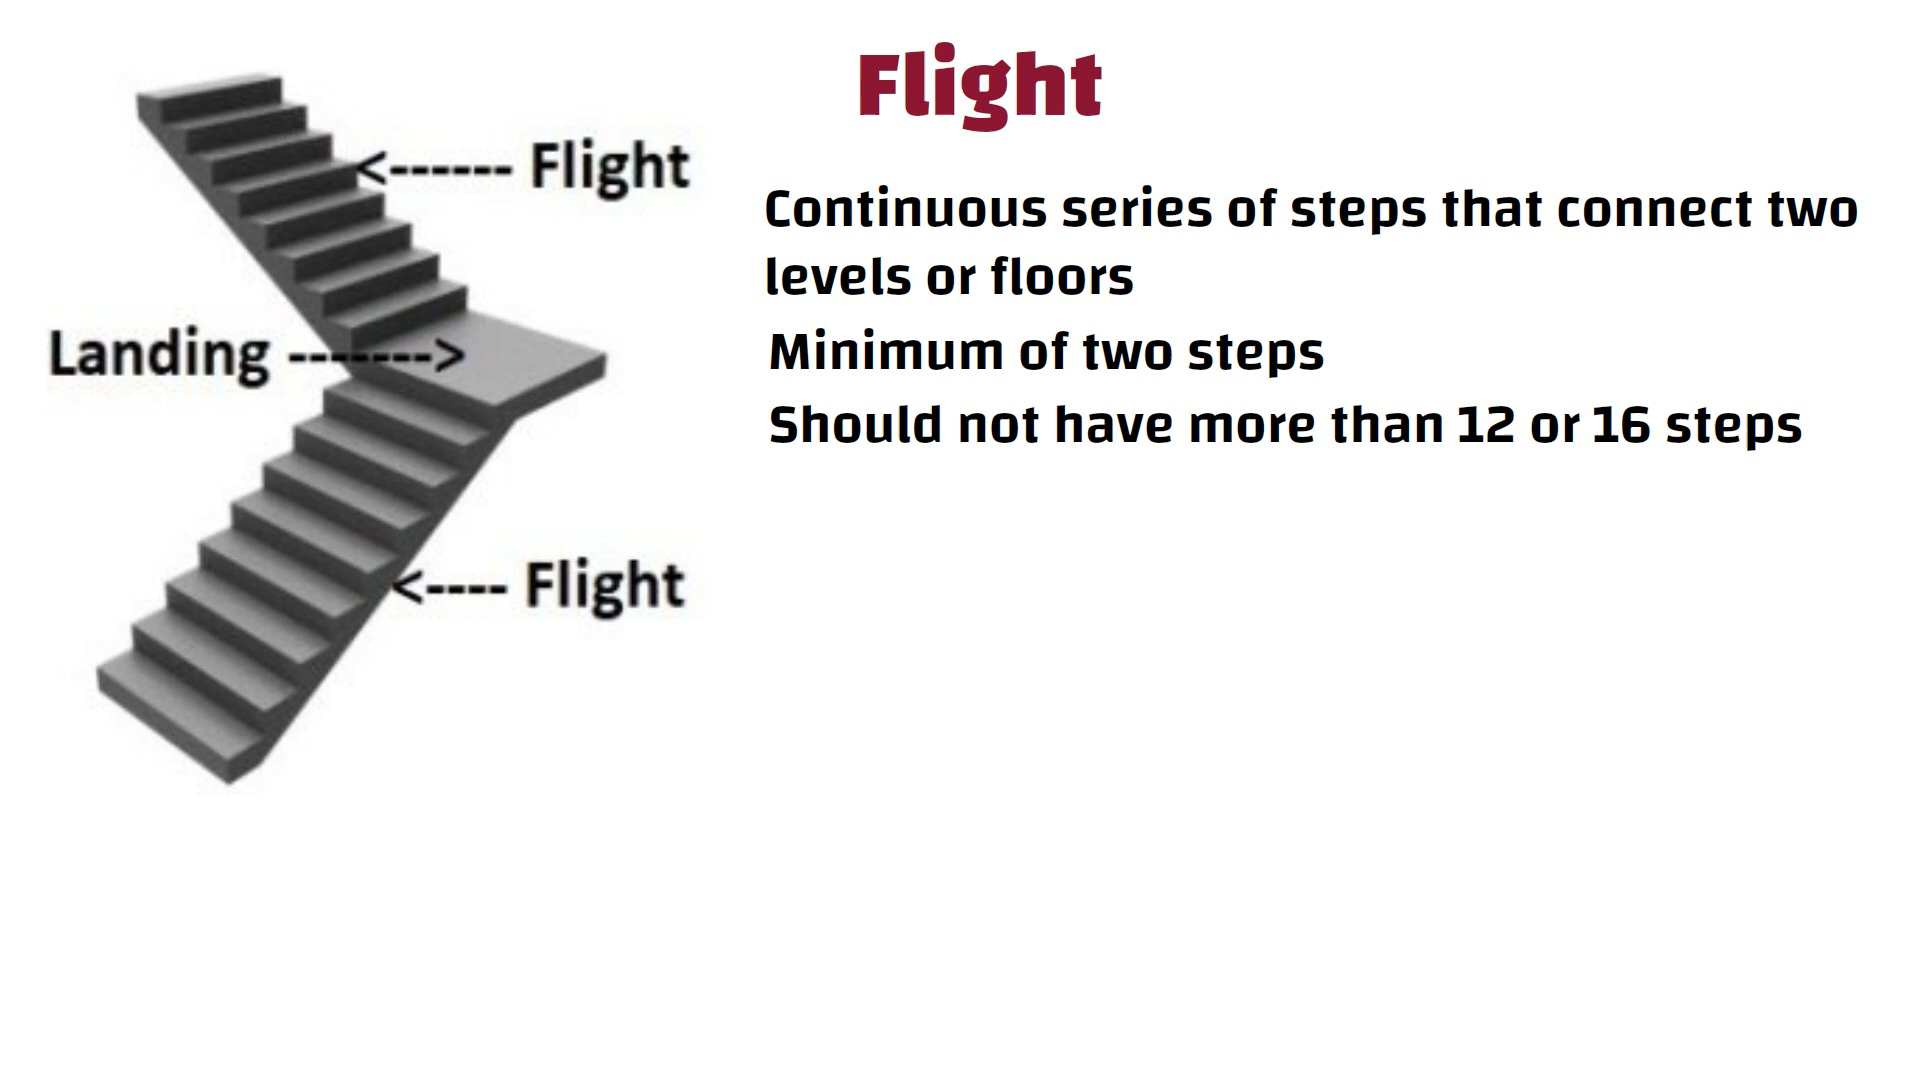 Flight
<------ Flight
Landing ------->
<---- Flight
Continuous series of steps that connect two
levels or floors
Minimum of two steps
Should not have more than 12 or 16 steps